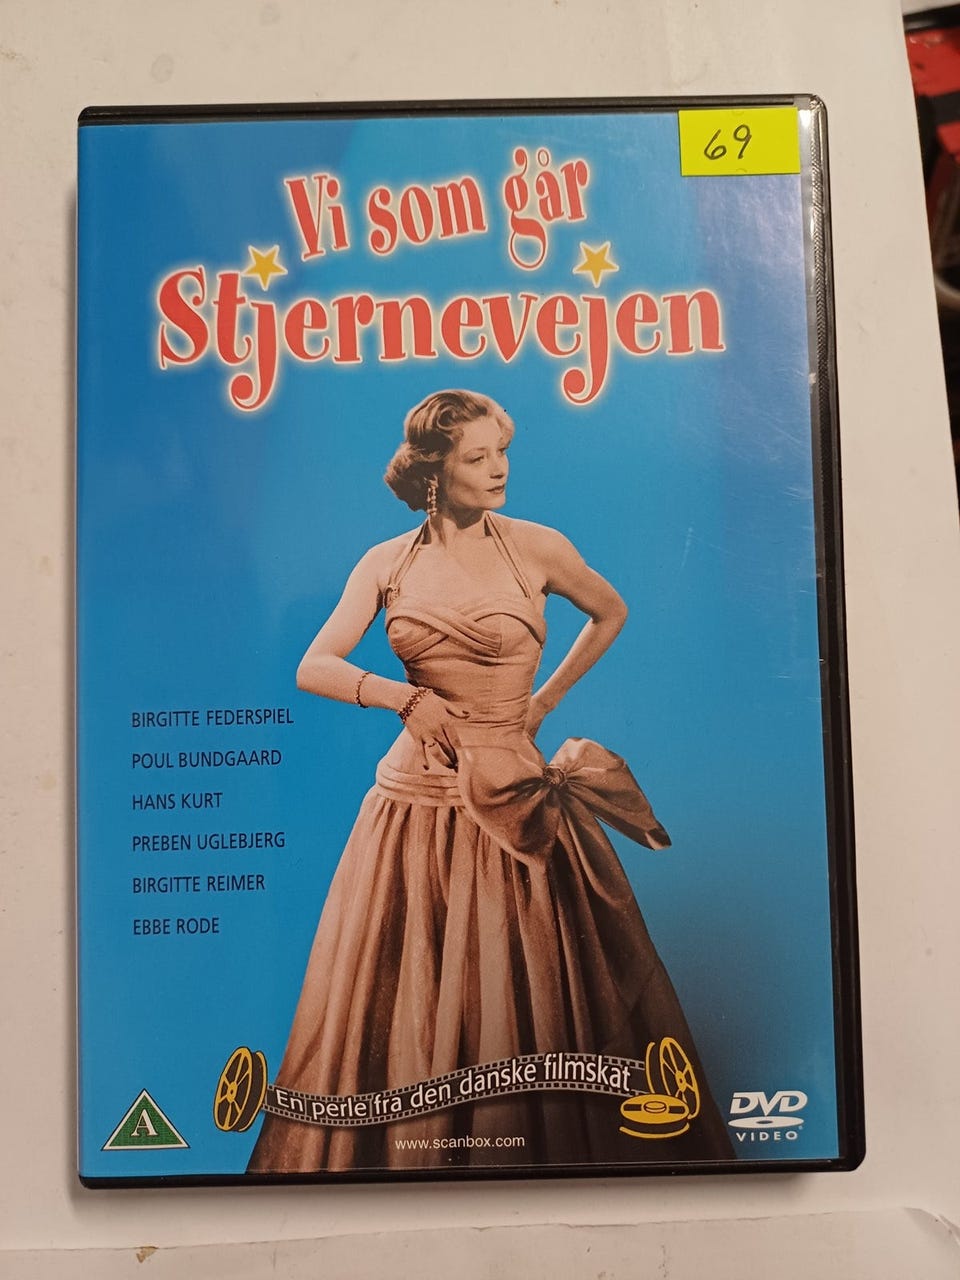 69
Vi som går
Stjernevejen
BIRGITTE FEDERSPIEL
POUL BUNDGAARD
HANS KURT
PREBEN UGLEBJERG
BIRGITTE REIMER
EBBE RODE
En perle fra den danske filmskat
www.scanbox.com
A
DVD
VIDEO